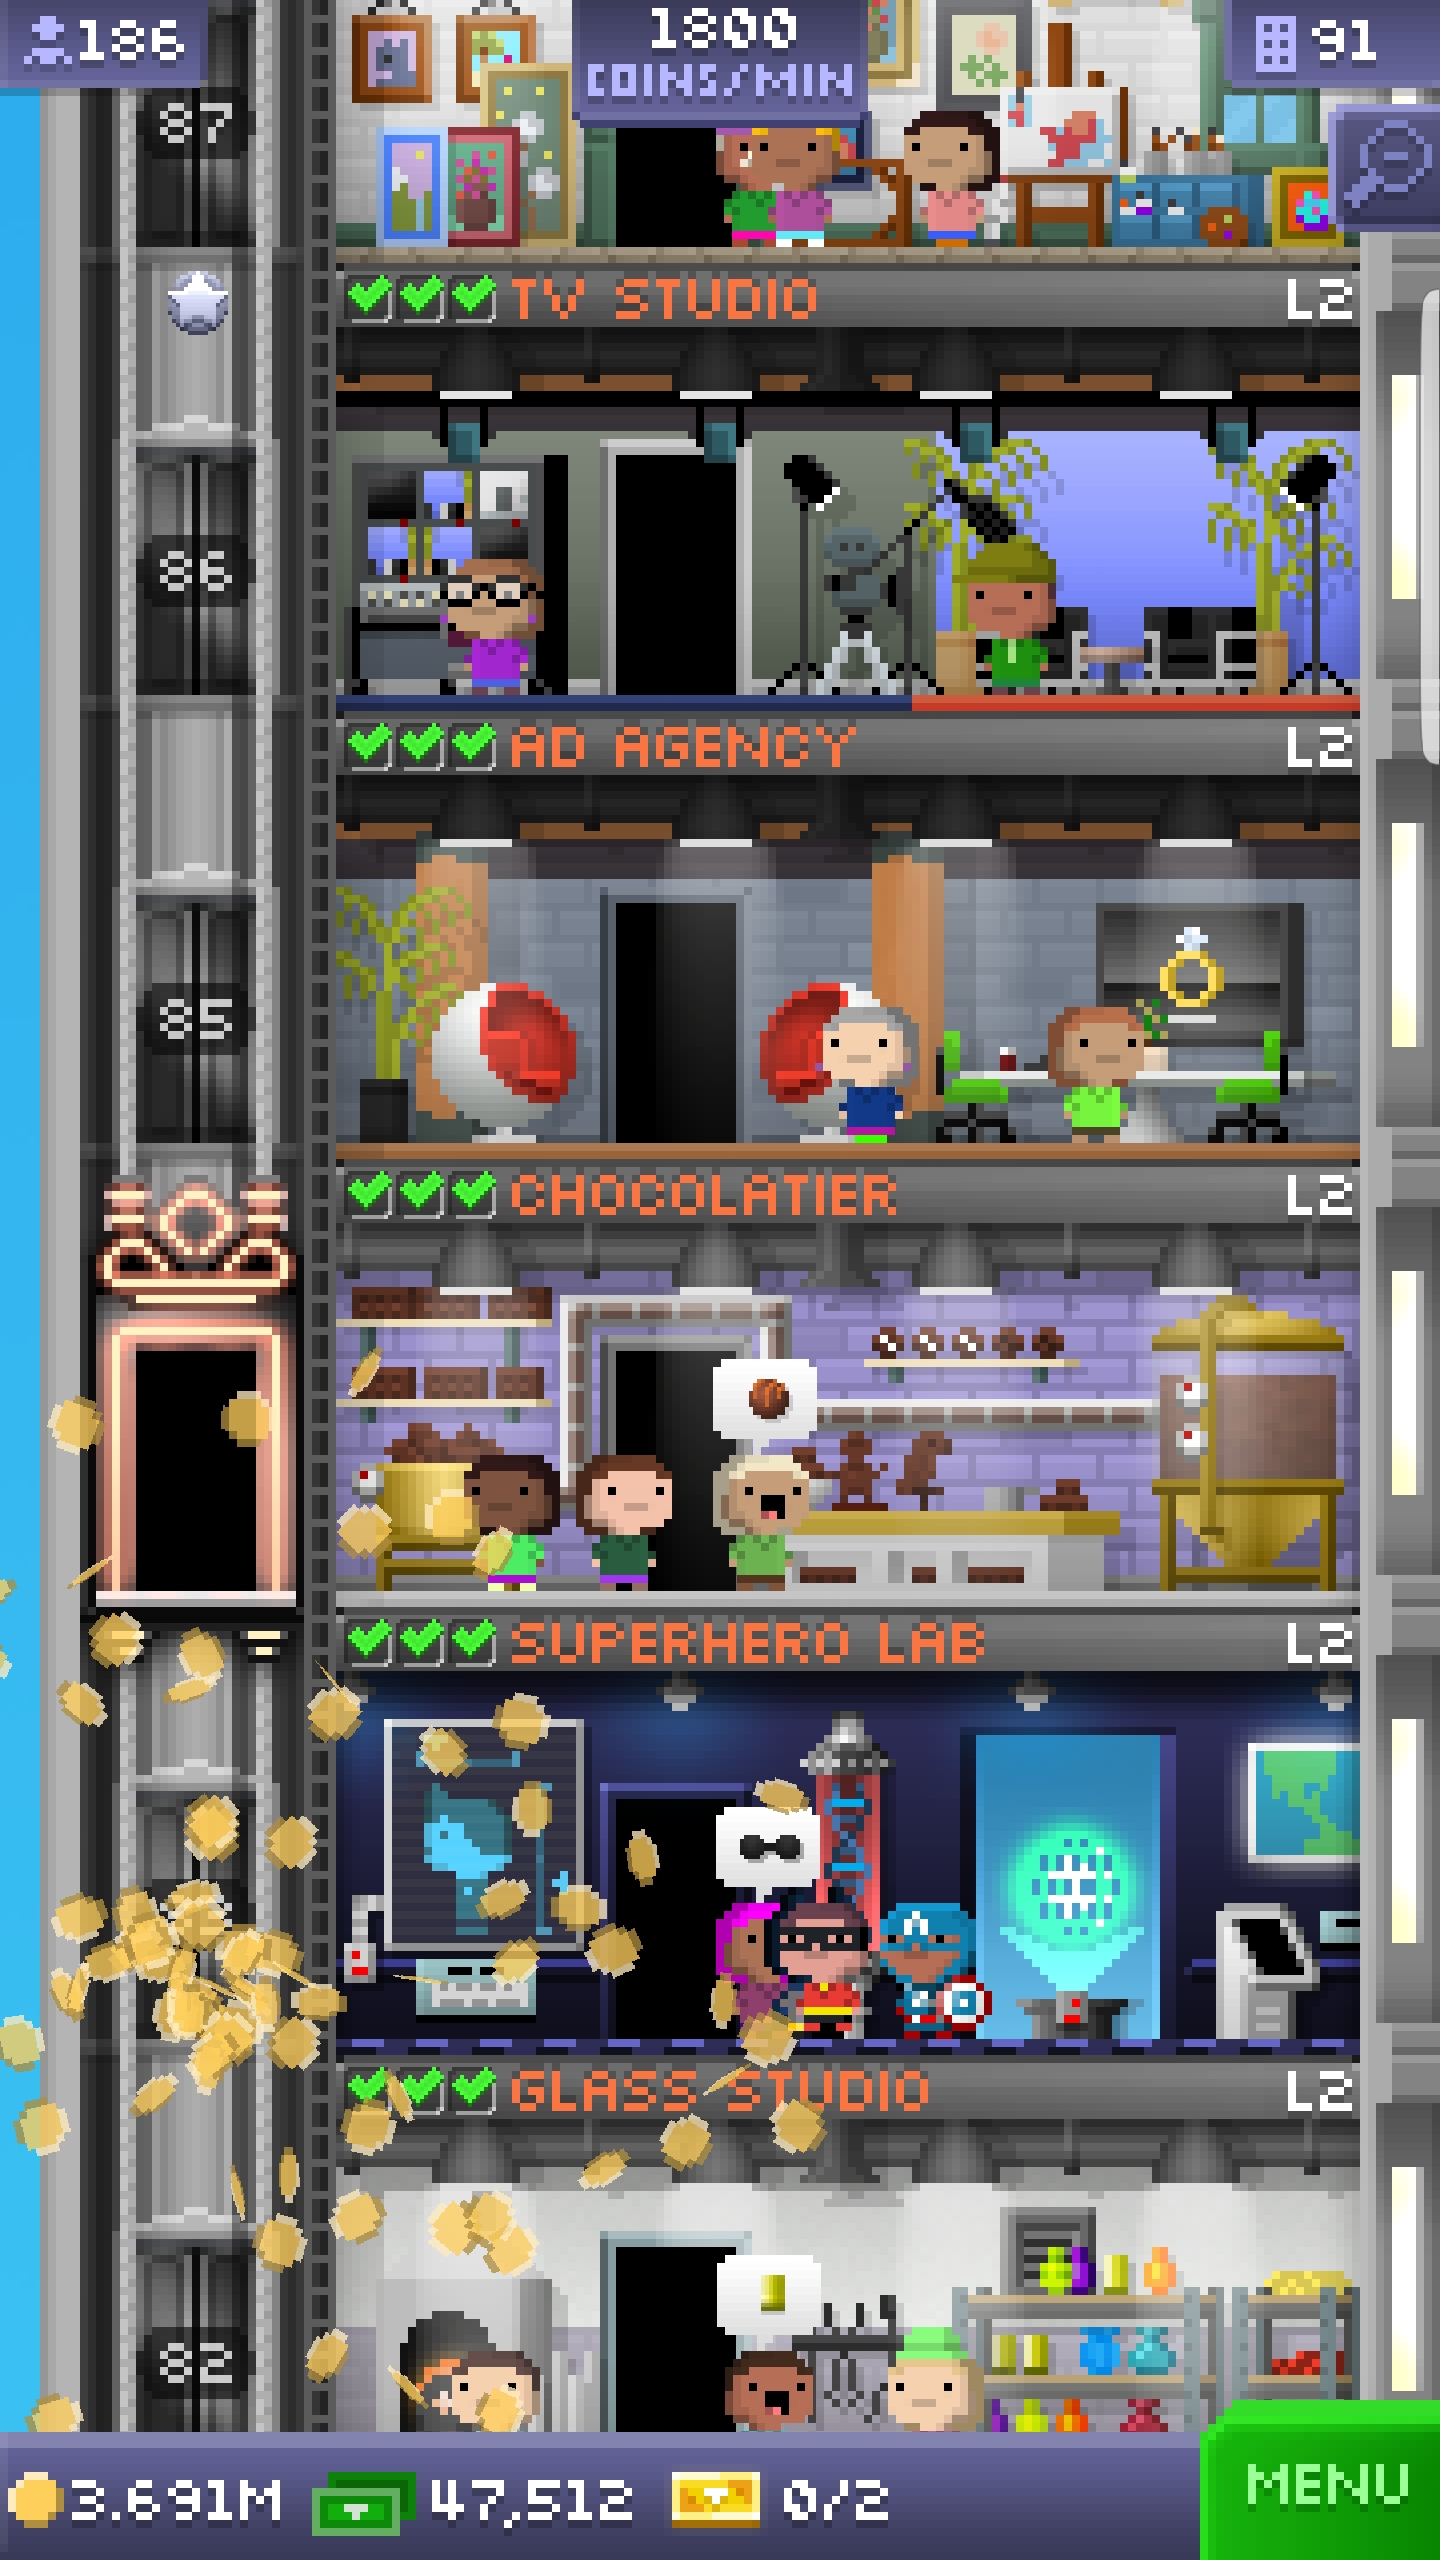 186
1800
COINS/MIN
91
87
TV STUDIO L2
86
AD AGENCY L2
85
CHOCOLATIER L2
SUPERHERO LAB L2
GLASS STUDIO L2
82
3.691M 47,512 0/2
MENU